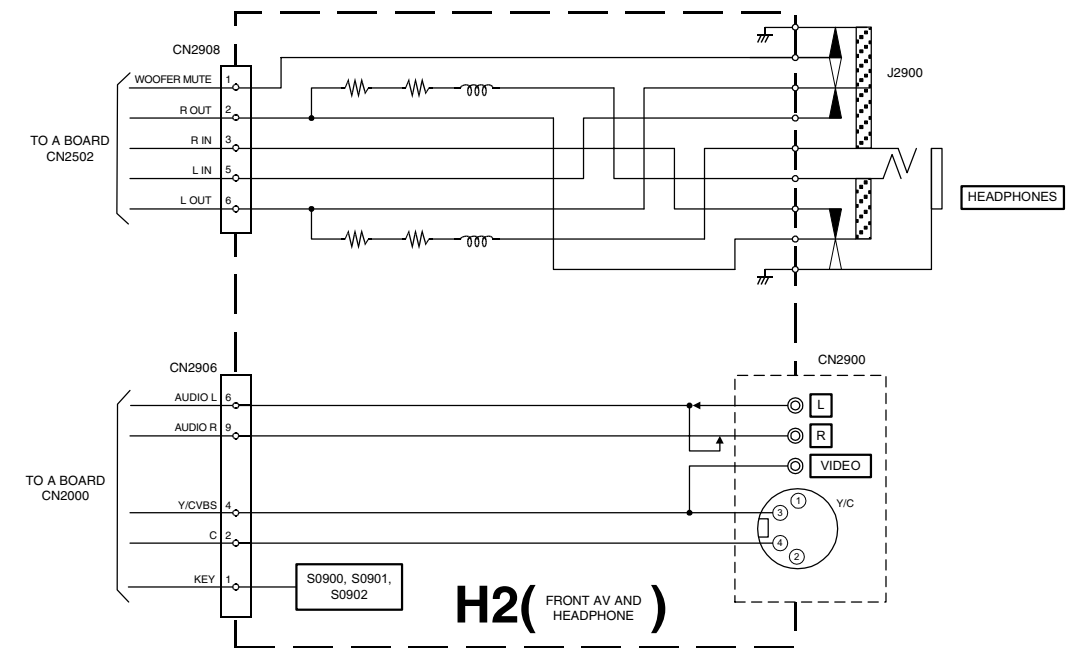 CN2908
WOOFER MUTE 1
R OUT 2
R IN 3
L IN 5
L OUT 6
TO A BOARD
CN2502
J2900
HEADPHONES
CN2906
AUDIO L 6
AUDIO R 9
Y/CVBS 4
C 2
KEY 1
TO A BOARD
CN2000
S0900, S0901,
S0902
H2( FRONT AV AND
HEADPHONE )
CN2900
L
R
VIDEO
Y/C
1
3
4
2